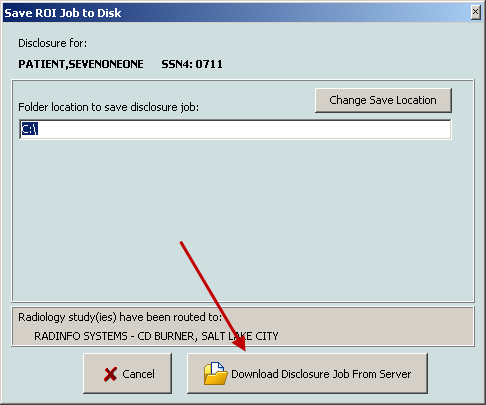 Save ROI Job to Disk
Disclosure for:
PATIENT,SEVENONEONE SSN4: 0711
Folder location to save disclosure job:
Change Save Location
C:\
Radiology study(ies) have been routed to:
RADINFO SYSTEMS - CD BURNER, SALT LAKE CITY
Cancel
Download Disclosure Job From Server